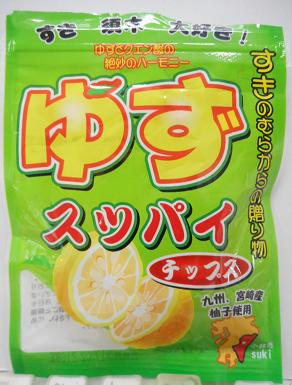 すき 須木 大好き!
ゆずとクエン酸の
絶妙のハーモニー
ゆず
すきのむらからの贈り物
スッパイ
チップス
九州、宮崎産
柚子使用
suki